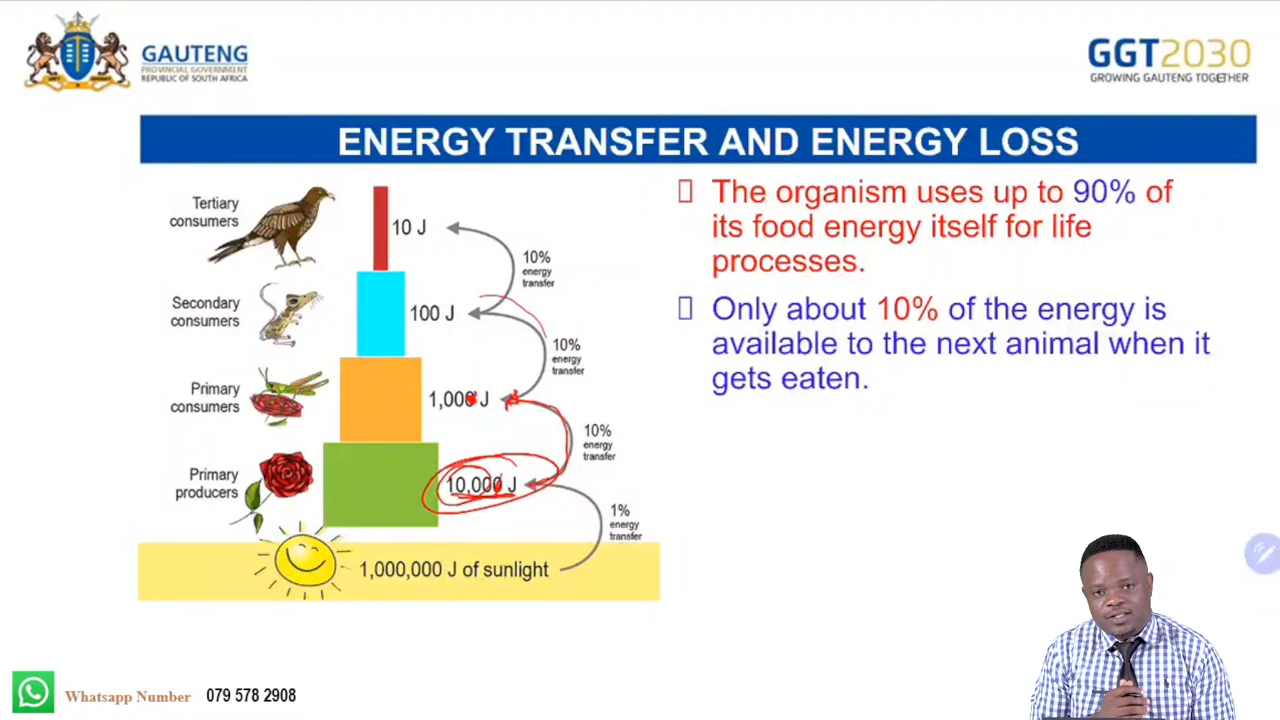 GAUTENG
PROVINCIAL GOVERNMENT
REPUBLIC OF SOUTH AFRICA
GGT2030
GROWING GAUTENG TOGETHER
ENERGY TRANSFER AND ENERGY LOSS
Tertiary
consumers
10 J
10%
energy
transfer
Secondary
consumers
100 J
10%
energy
transfer
Primary
consumers
1,000 J
10%
energy
transfer
Primary
producers
10,000 J
1%
energy
transfer
1,000,000 J of sunlight
The organism uses up to 90% of
its food energy itself for life
processes.
Only about 10% of the energy is
available to the next animal when it
gets eaten.
Whatsapp Number 079 578 2908